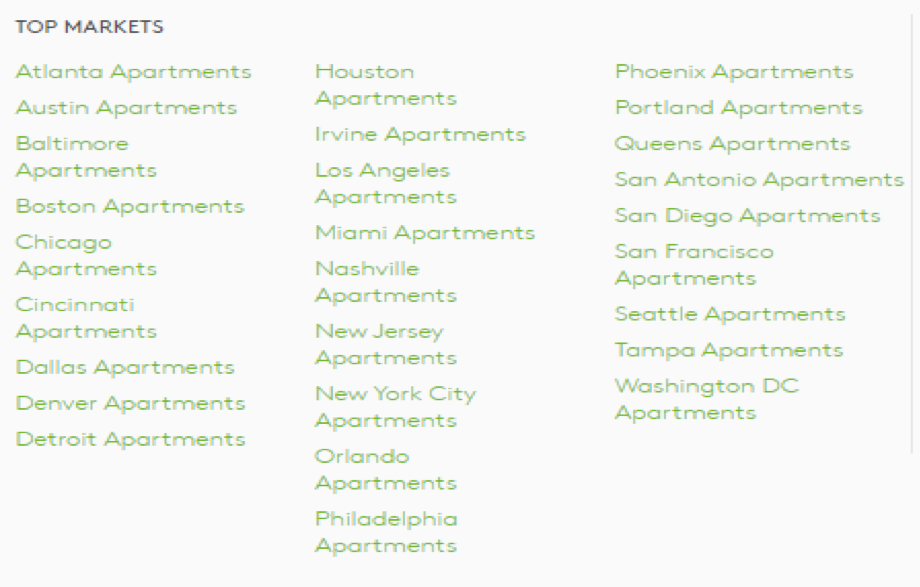 TOP MARKETS
Atlanta Apartments
Austin Apartments
Baltimore
Apartments
Boston Apartments
Chicago
Apartments
Cincinnati
Apartments
Dallas Apartments
Denver Apartments
Detroit Apartments
Houston
Apartments
Irvine Apartments
Los Angeles
Apartments
Miami Apartments
Nashville
Apartments
New Jersey
Apartments
New York City
Apartments
Orlando
Apartments
Philadelphia
Apartments
Phoenix Apartments
Portland Apartments
Queens Apartments
San Antonio Apartments
San Diego Apartments
San Francisco
Apartments
Seattle Apartments
Tampa Apartments
Washington DC
Apartments